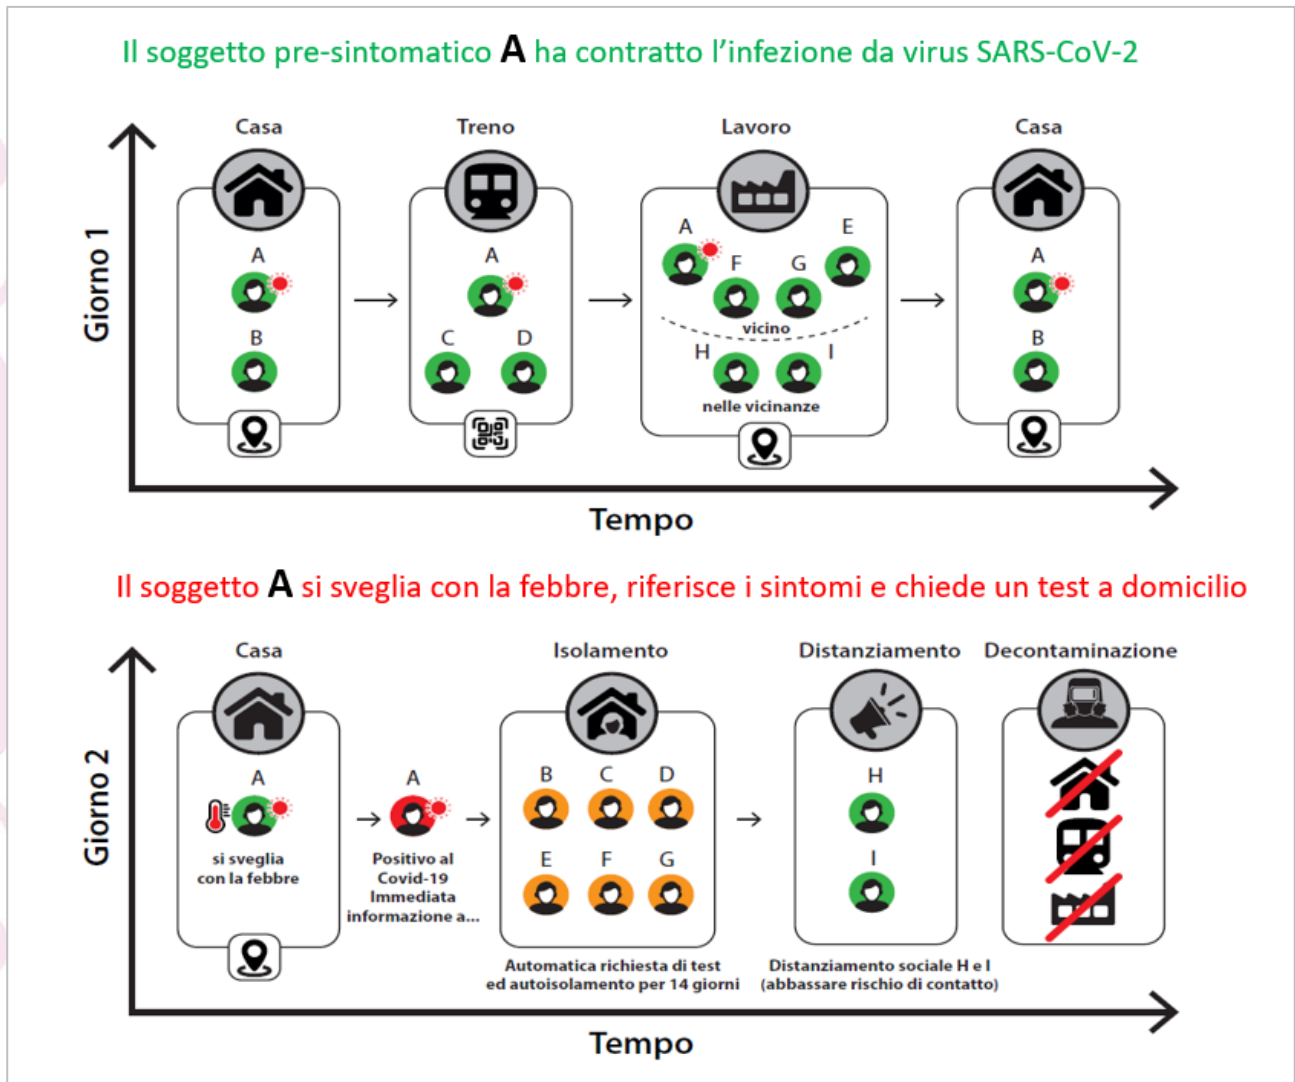 Il soggetto pre-sintomatico A ha contratto l'infezione da virus SARS-CoV-2
Giorno 1
Casa
Treno
Lavoro
Casa
A
B
A
C
D
A
F
G
E
vicino
H
I
nelle vicinanze
A
B
Tempo
Il soggetto A si sveglia con la febbre, riferisce i sintomi e chiede un test a domicilio
Giorno 2
Casa
Isolamento
Distanziamento
Decontaminazione
A
si sveglia
con la febbre
A
Positivo al
Covid-19
Immediata
informazione a...
B
C
D
E
F
G
Automatica richiesta di test
ed autoisolamento per 14 giorni
H
I
Distanziamento sociale H e I
(abbassare rischio di contatto)
Tempo